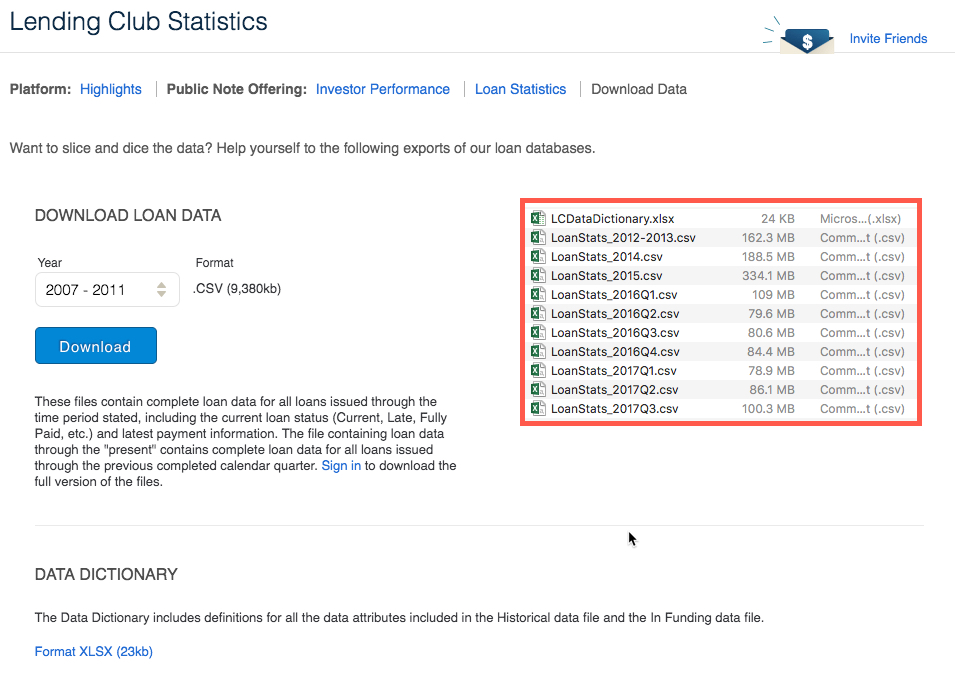 Lending Club Statistics
$
Invite Friends
Platform: Highlights Public Note Offering: Investor Performance Loan Statistics Download Data
Want to slice and dice the data? Help yourself to the following exports of our loan databases.
DOWNLOAD LOAN DATA
Year Format
2007 - 2011 .CSV (9,380kb)
Download
These files contain complete loan data for all loans issued through the
time period stated, including the current loan status (Current, Late, Fully
Paid, etc.) and latest payment information. The file containing loan data
through the "present" contains complete loan data for all loans issued
through the previous completed calendar quarter. Sign in to download the
full version of the files.
LCDataDictionary.xlsx 24 KB Micros...(.xlsx)
LoanStats_2012-2013.csv 162.3 MB Comm...t (.csv)
LoanStats_2014.csv 188.5 MB Comm...t (.csv)
LoanStats_2015.csv 334.1 MB Comm...t (.csv)
LoanStats_2016Q1.csv 109 MB Comm...t (.csv)
LoanStats_2016Q2.csv 79.6 MB Comm...t (.csv)
LoanStats_2016Q3.csv 80.6 MB Comm...t (.csv)
LoanStats_2016Q4.csv 84.4 MB Comm...t (.csv)
LoanStats_2017Q1.csv 78.9 MB Comm...t (.csv)
LoanStats_2017Q2.csv 86.1 MB Comm...t (.csv)
LoanStats_2017Q3.csv 100.3 MB Comm...t (.csv)
DATA DICTIONARY
The Data Dictionary includes definitions for all the data attributes included in the Historical data file and the In Funding data file.
Format XLSX (23kb)